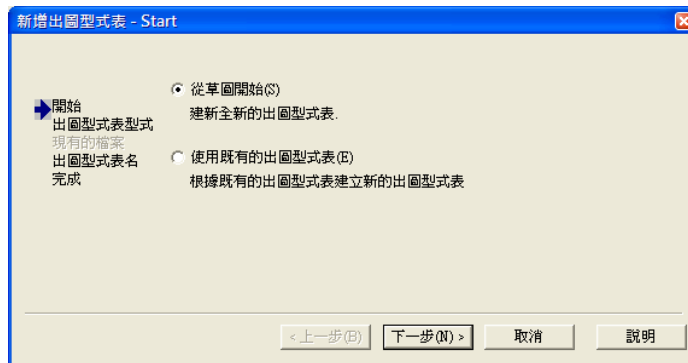 新增出圖型式表 - Start
從草圖開始(S)
建新全新的出圖型式表.
開始
出圖型式表型式
現有的檔案
出圖型式表名
完成
使用既有的出圖型式表(E)
根據既有的出圖型式表建立新的出圖型式表
<上一步(B)
下一步(N) >
取消
說明